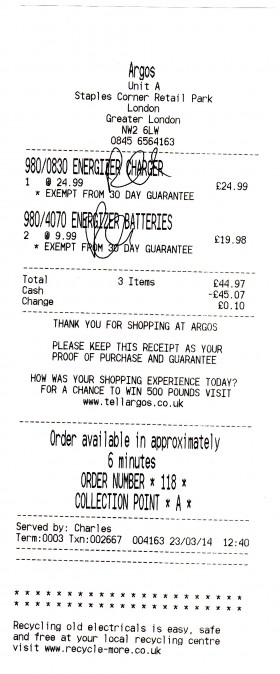 Argos
Unit A
Staples Corner Retail Park
London
Greater London
NW2 6LW
0845 6564163
980/0830 ENERGIZER CHARGER
1 @ 24.99 £24.99
* EXEMPT FROM 30 DAY GUARANTEE
980/4070 ENERGIZER BATTERIES
2 @ 9.99 £19.98
* EXEMPT FROM 30 DAY GUARANTEE
Total 3 Items £44.97
Cash -£45.07
Change £0.10
THANK YOU FOR SHOPPING AT ARGOS
PLEASE KEEP THIS RECEIPT AS YOUR
PROOF OF PURCHASE AND GUARANTEE
HOW WAS YOUR SHOPPING EXPERIENCE TODAY?
FOR A CHANCE TO WIN 500 POUNDS VISIT
www.tellargos.co.uk
Order available in approximately
6 minutes
ORDER NUMBER * 118 *
COLLECTION POINT * A *
Served by: Charles
Term:0003 Txn:002667 004163 23/03/14 12:40
* * * * * * * * * * * * * * * * * * * *
* * * * * * * * * * * * * * * * * * * *
Recycling old electricals is easy, safe
and free at your local recycling centre
visit www.recycle-more.co.uk